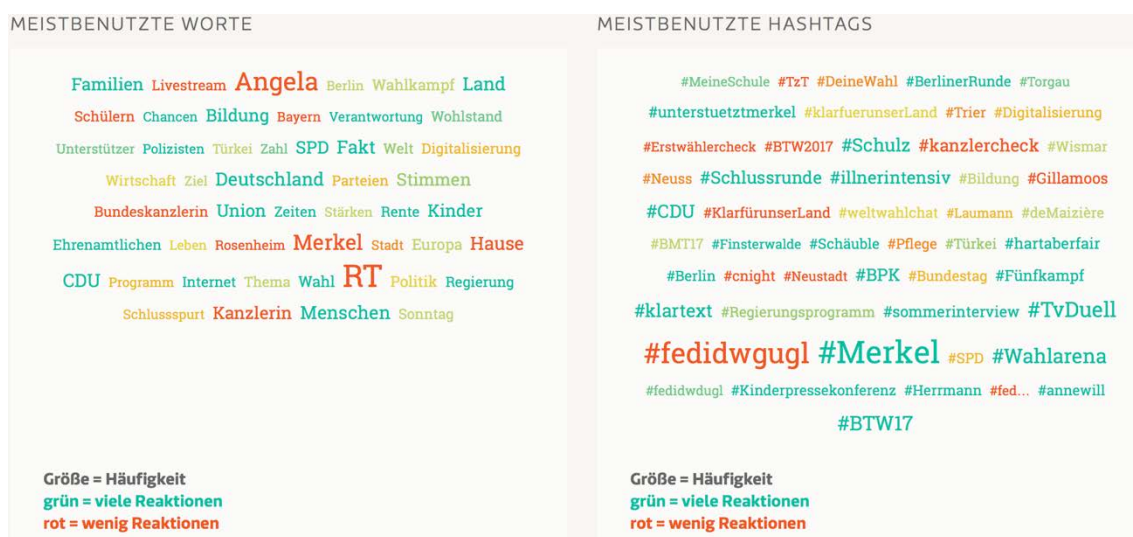 MEISTBENUTZTE WORTE
Familien Livestream Angela Berlin Wahlkampf Land
Schülern Chancen Bildung Bayern Verantwortung Wohlstand
Unterstützer Polizisten Türkei Zahl SPD Fakt Welt Digitalisierung
Wirtschaft Ziel Deutschland Parteien Stimmen
Bundeskanzlerin Union Zeiten Stärken Rente Kinder
Ehrenamtlichen Leben Rosenheim Merkel Stadt Europa Hause
CDU Programm Internet Thema Wahl RT Politik Regierung
Schlussspurt Kanzlerin Menschen Sonntag
Größe = Häufigkeit
grün = viele Reaktionen
rot = wenig Reaktionen
MEISTBENUTZTE HASHTAGS
#MeineSchule #TzT #DeineWahl #BerlinerRunde #Torgau
#unterstuetztmerkel #klarfuerunserLand #Trier #Digitalisierung
#Erstwählercheck #BTW2017 #Schulz #kanzlercheck #Wismar
#Neuss #Schlussrunde #illnerintensiv #Bildung #Gillamoos
#CDU #KlarfürunserLand #weltwahlchat #Laumann #deMaizière
#BMT17 #Finsterwalde #Schäuble #Pflege #Türkei #hartaberfair
#Berlin #cnight #Neustadt #BPK #Bundestag #Fünfkampf
#klartext #Regierungsprogramm #sommerinterview #TvDuell
#fedidwgugl #Merkel #SPD #Wahlarena
#fedidwdugl #Kinderpressekonferenz #Herrmann #fed... #annewill
#BTW17
Größe = Häufigkeit
grün = viele Reaktionen
rot = wenig Reaktionen